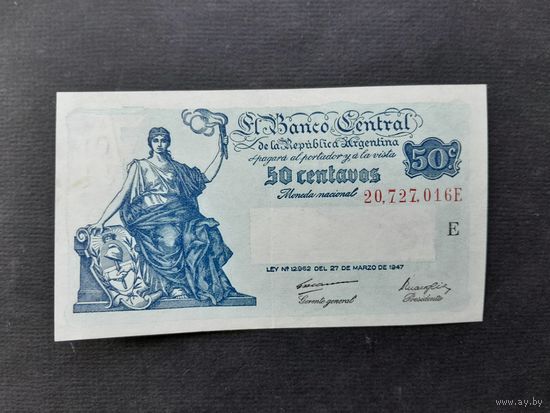 El Banco Central
de la República Argentina
pagará al portador y a la vista
50 centavos
50c
Moneda nacional
20,727,016E
E
LEY Nº 12.962 DEL 27 DE MARZO DE 1947
Gerente general
Presidente
www.ay.by